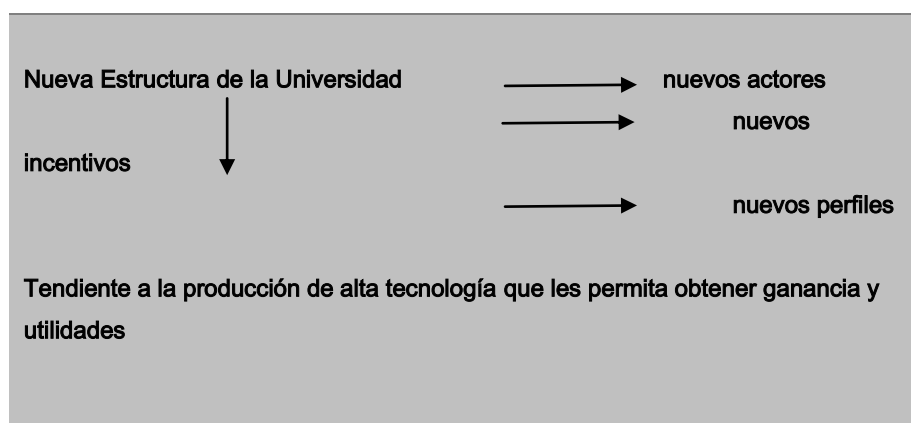 Nueva Estructura de la Universidad nuevos actores
nuevos
incentivos
nuevos perfiles
Tendiente a la producción de alta tecnología que les permita obtener ganancia y
utilidades